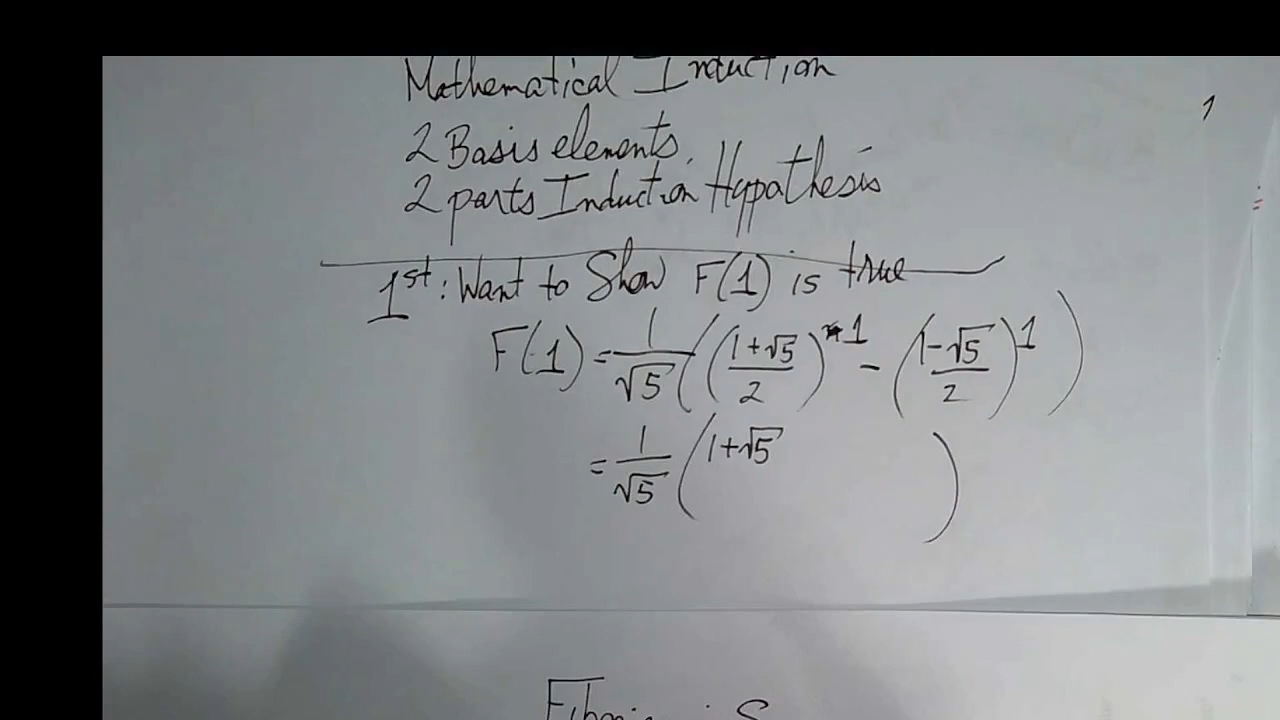 Mathematical Induction
2 Basis elements.
2 parts Induction Hypothesis
1st: Want to Show F(1) is true
F(1) = 1/√5 ( ((1+√5)/2)^1 - ((1-√5)/2)^1 )
= 1/√5 ( 1+√5 )